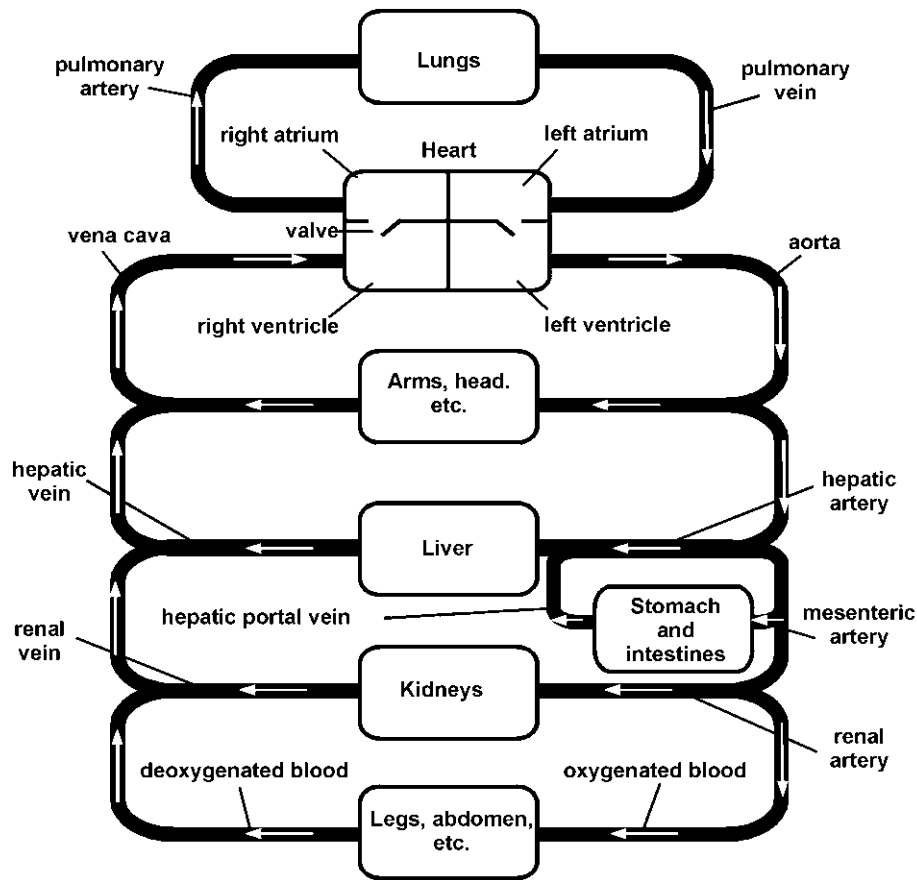 Lungs
pulmonary
artery
pulmonary
vein
right atrium
left atrium
Heart
valve
vena cava
aorta
right ventricle
left ventricle
Arms, head.
etc.
hepatic
vein
hepatic
artery
Liver
hepatic portal vein
Stomach
and
intestines
mesenteric
artery
renal
vein
Kidneys
renal
artery
deoxygenated blood
oxygenated blood
Legs, abdomen,
etc.